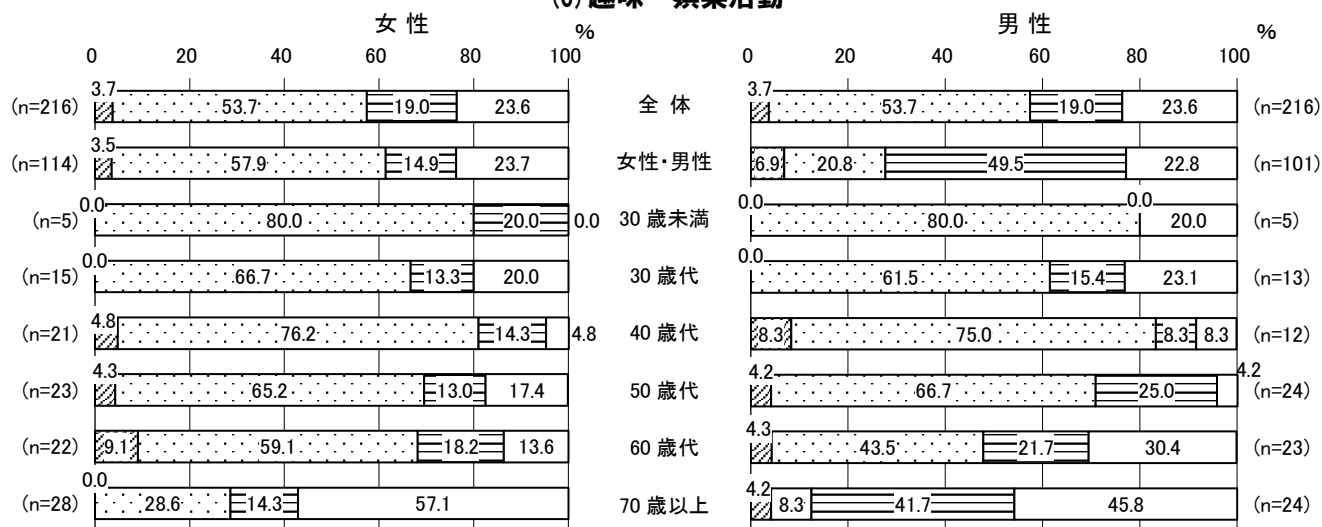 女 性 % 男 性 %
0 20 40 60 80 100 0 20 40 60 80 100
(n=216) 3.7 53.7 19.0 23.6 全 体 3.7 53.7 19.0 23.6 (n=216)
(n=114) 3.5 57.9 14.9 23.7 女性・男性 6.9 20.8 49.5 22.8 (n=101)
(n=5) 0.0 80.0 20.0 0.0 30 歳未満 0.0 80.0 0.0 20.0 (n=5)
(n=15) 0.0 66.7 13.3 20.0 30 歳代 0.0 61.5 15.4 23.1 (n=13)
(n=21) 4.8 76.2 14.3 4.8 40 歳代 8.3 75.0 8.3 8.3 (n=12)
(n=23) 4.3 65.2 13.0 17.4 50 歳代 4.2 66.7 25.0 4.2 (n=24)
(n=22) 9.1 59.1 18.2 13.6 60 歳代 4.3 43.5 21.7 30.4 (n=23)
(n=28) 0.0 28.6 14.3 57.1 70 歳以上 4.2 8.3 41.7 45.8 (n=24)